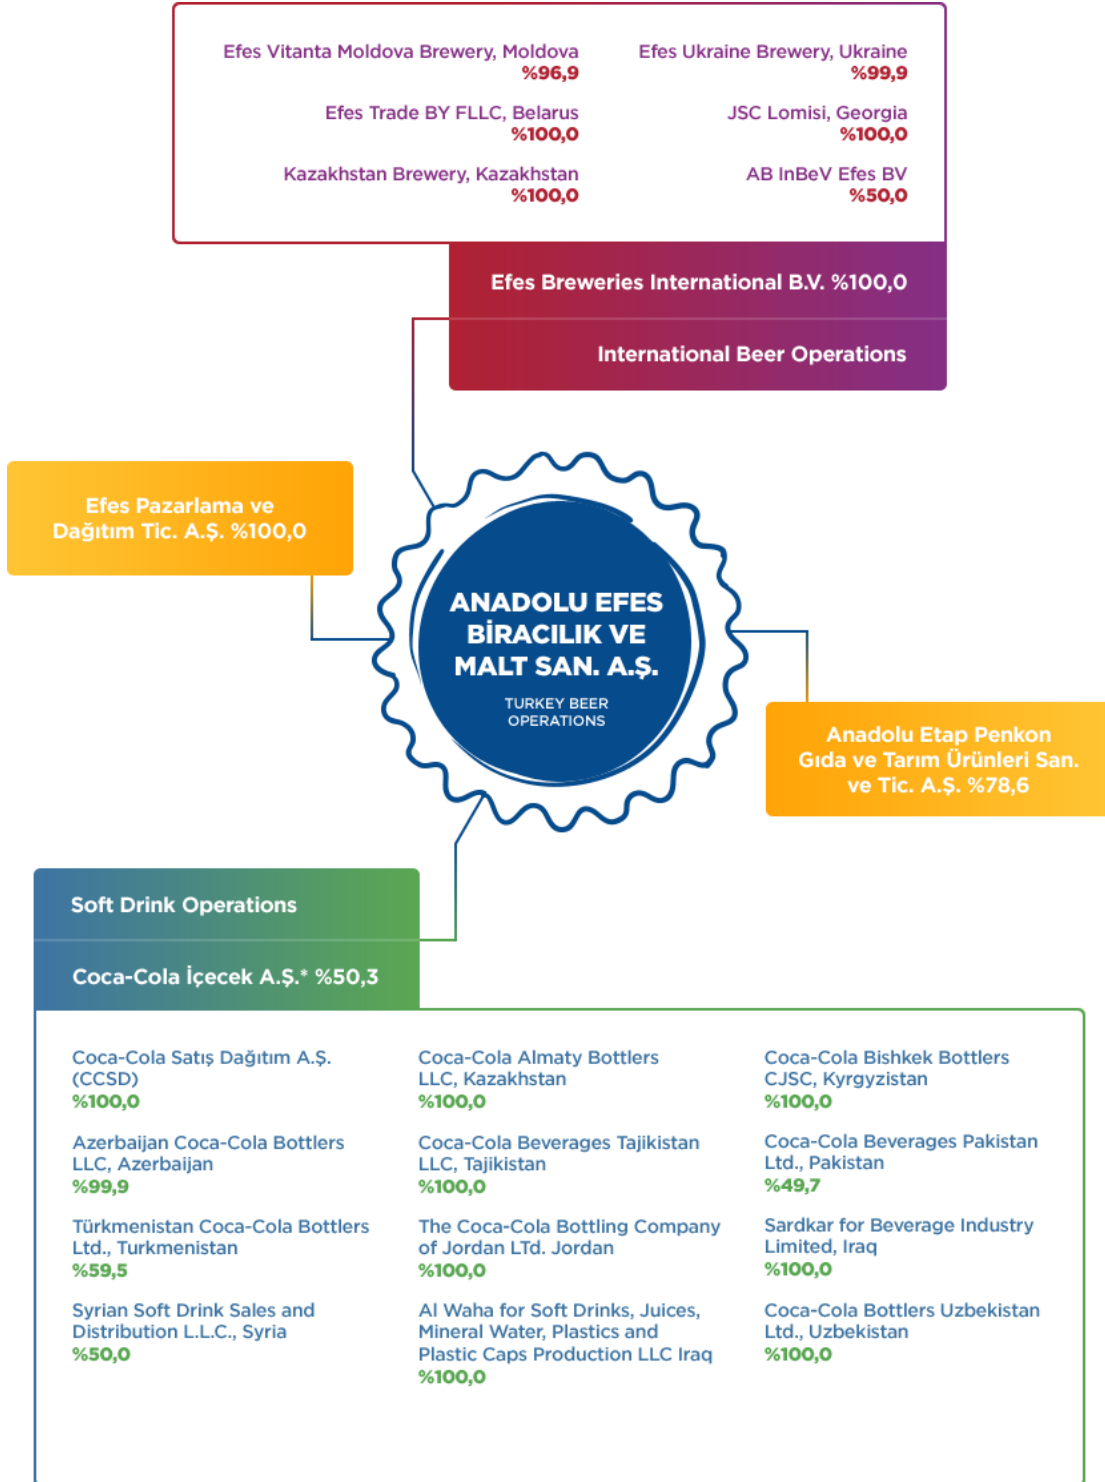 Efes Vitanta Moldova Brewery, Moldova
%96,9
Efes Ukraine Brewery, Ukraine
%99,9
Efes Trade BY FLLC, Belarus
%100,0
JSC Lomisi, Georgia
%100,0
Kazakhstan Brewery, Kazakhstan
%100,0
AB InBeV Efes BV
%50,0
Efes Breweries International B.V. %100,0
International Beer Operations
Efes Pazarlama ve
Dağıtım Tic. A.Ş. %100,0
ANADOLU EFES
BİRACILIK VE
MALT SAN. A.Ş.
TURKEY BEER
OPERATIONS
Anadolu Etap Penkon
Gıda ve Tarım Ürünleri San.
ve Tic. A.Ş. %78,6
Soft Drink Operations
Coca-Cola İçecek A.Ş.* %50,3
Coca-Cola Satış Dağıtım A.Ş.
(CCSD)
%100,0
Coca-Cola Almaty Bottlers
LLC, Kazakhstan
%100,0
Coca-Cola Bishkek Bottlers
CJSC, Kyrgyzistan
%100,0
Azerbaijan Coca-Cola Bottlers
LLC, Azerbaijan
%99,9
Coca-Cola Beverages Tajikistan
LLC, Tajikistan
%100,0
Coca-Cola Beverages Pakistan
Ltd., Pakistan
%49,7
Türkmenistan Coca-Cola Bottlers
Ltd., Turkmenistan
%59,5
The Coca-Cola Bottling Company
of Jordan LTd. Jordan
%100,0
Sardkar for Beverage Industry
Limited, Iraq
%100,0
Syrian Soft Drink Sales and
Distribution L.L.C., Syria
%50,0
Al Waha for Soft Drinks, Juices,
Mineral Water, Plastics and
Plastic Caps Production LLC Iraq
%100,0
Coca-Cola Bottlers Uzbekistan
Ltd., Uzbekistan
%100,0